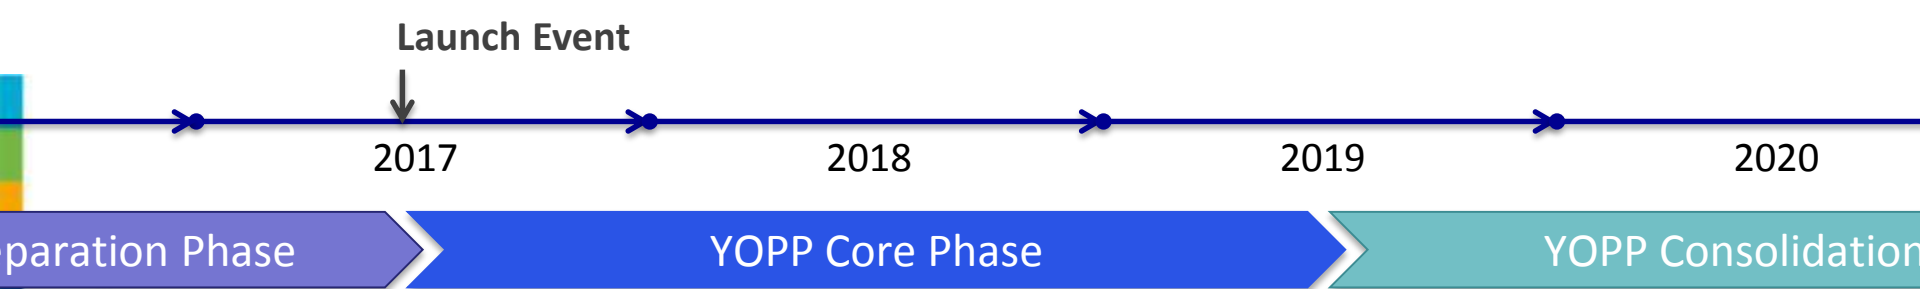 Launch Event
2017 2018 2019 2020
paration Phase YOPP Core Phase YOPP Consolidation